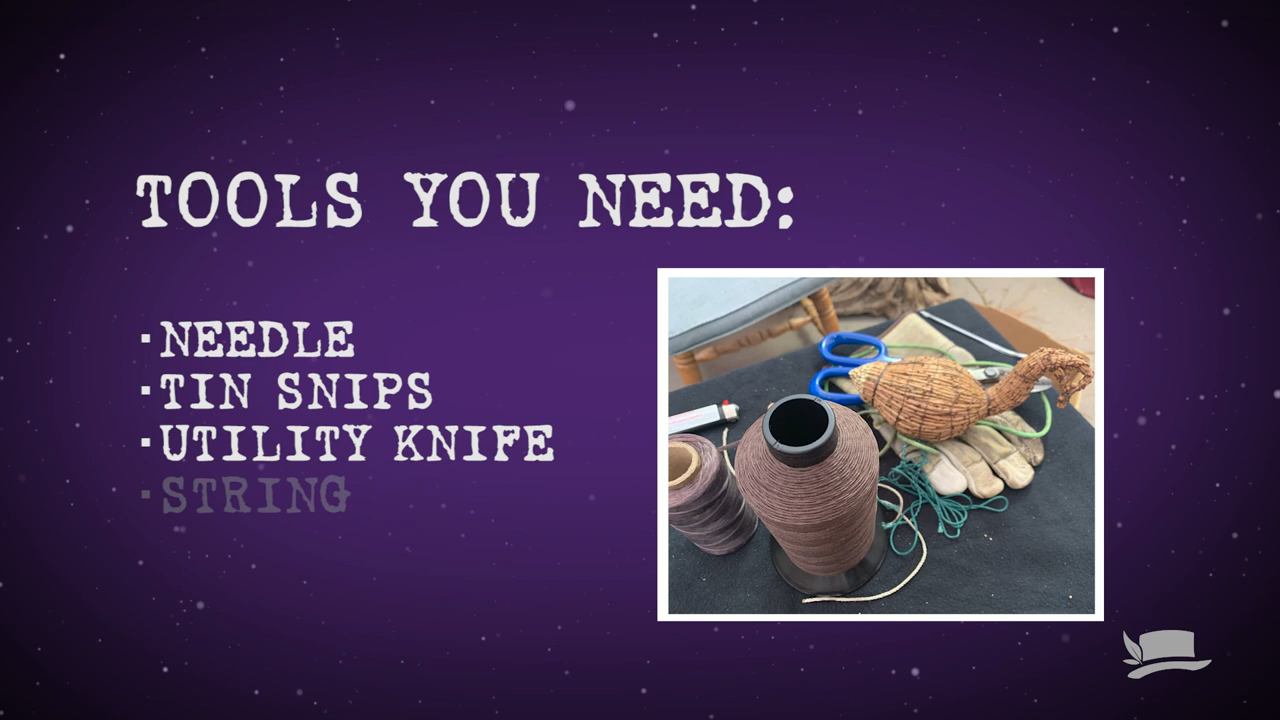 TOOLS YOU NEED:
·NEEDLE
·TIN SNIPS
·UTILITY KNIFE
·STRING